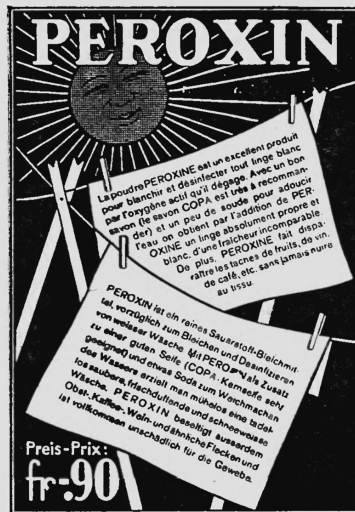 PEROXIN
La poudre PEROXINE est un excellent produit
pour blanchir et désinfecter tout linge blanc
par l'oxygène actif qu'il dégage. Avec un bon
savon (le savon COPA est très à recomman-
der) et un peu de soude pour adoucir
l'eau on obtient par l'addition de PER-
OXINE un linge absolument propre et
blanc, d'une fraîcheur incomparable.
De plus, PEROXINE fait dispa-
raître les taches de fruits, de vin,
de café, etc. sans jamais nuire
au tissu.
PEROXIN ist ein reines Sauerstoff-Bleichmit-
tel, vorzüglich zum Bleichen und Desinfizieren
von weisser Wäsche. Mit PEROXIN als Zusatz
zu einer guten Seife (COPA-Kernseife sehr
geeignet) und etwas Soda zum Weichmachen
des Wassers erzielt man mühelos eine tadel-
los saubere, frischduftende und schneeweisse
Wäsche. PEROXIN beseitigt ausserdem
Obst-, Kaffee-, Wein- und ähnliche Flecken und
ist vollkommen unschädlich für die Gewebe.
Preis-Prix:
fr-.90